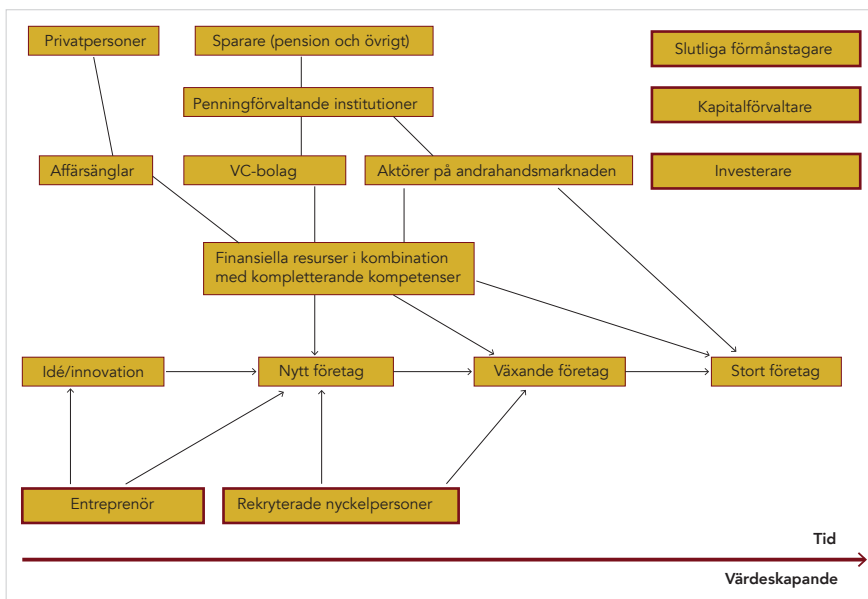 Privatpersoner
Sparare (pension och övrigt)
Slutliga förmånstagare
Penningförvaltande institutioner
Kapitalförvaltare
Affärsänglar
VC-bolag
Aktörer på andrahandsmarknaden
Investerare
Finansiella resurser i kombination
med kompletterande kompetenser
Idé/innovation
Nytt företag
Växande företag
Stort företag
Entreprenör
Rekryterade nyckelpersoner
Tid
Värdeskapande